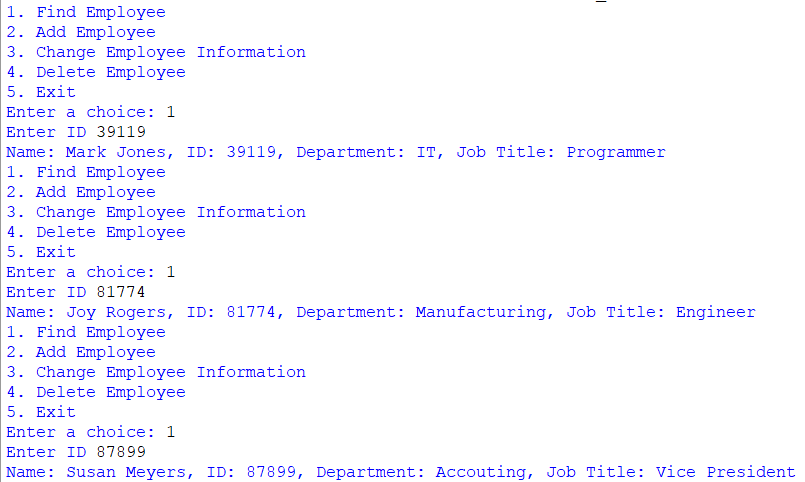 1. Find Employee
2. Add Employee
3. Change Employee Information
4. Delete Employee
5. Exit
Enter a choice: 1
Enter ID 39119
Name: Mark Jones, ID: 39119, Department: IT, Job Title: Programmer
1. Find Employee
2. Add Employee
3. Change Employee Information
4. Delete Employee
5. Exit
Enter a choice: 1
Enter ID 81774
Name: Joy Rogers, ID: 81774, Department: Manufacturing, Job Title: Engineer
1. Find Employee
2. Add Employee
3. Change Employee Information
4. Delete Employee
5. Exit
Enter a choice: 1
Enter ID 87899
Name: Susan Meyers, ID: 87899, Department: Accouting, Job Title: Vice President